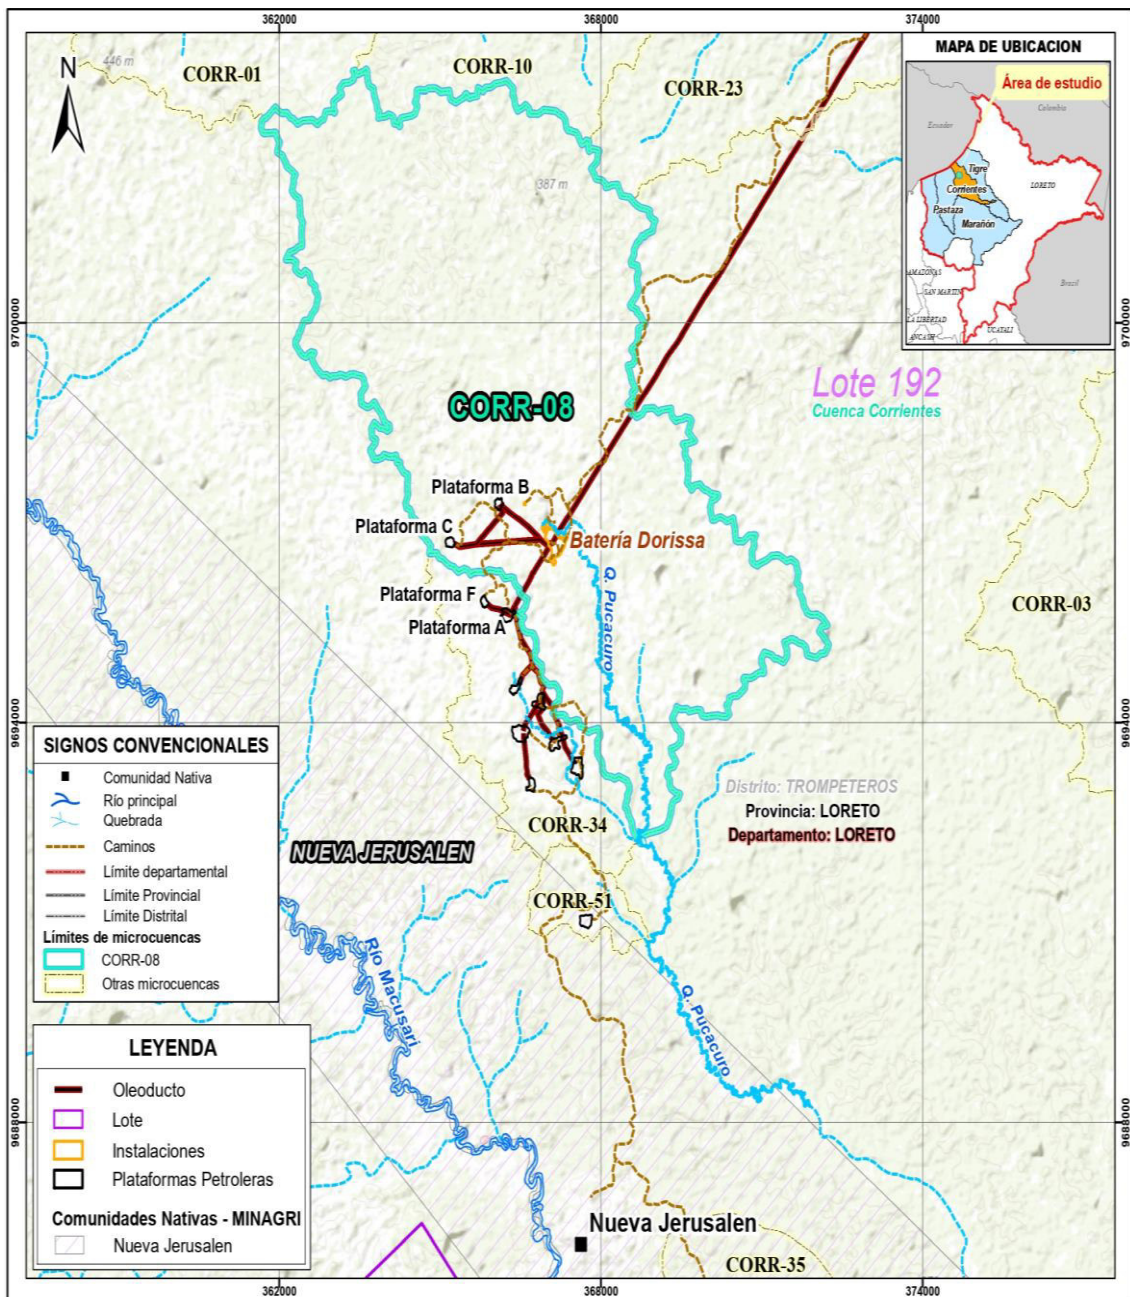 362000
368000
374000
446 m
CORR-01
CORR-10
CORR-23
N
387 m
MAPA DE UBICACION
Área de estudio
Colombia
Ecuador
Tigre
LORETO
Corrientes
Pastaza
Marañón
AMAZONAS
SAN MARTIN
Brazil
LA LIBERTAD
UCAYALI
ANCASH
9700000
9700000
CORR-08
Lote 192
Cuenca Corrientes
Plataforma B
Plataforma C
Batería Dorissa
Plataforma F
Plataforma A
Q. Pucacuro
CORR-03
9694000
9694000
SIGNOS CONVENCIONALES
Comunidad Nativa
Río principal
Quebrada
Caminos
Límite departamental
Límite Provincial
Límite Distrital
Límites de microcuencas
CORR-08
Otras microcuencas
Distrito: TROMPETEROS
Provincia: LORETO
Departamento: LORETO
CORR-34
NUEVA JERUSALEN
CORR-51
Río Macusari
Q. Pucacuro
LEYENDA
Oleoducto
Lote
Instalaciones
Plataformas Petroleras
Comunidades Nativas - MINAGRI
Nueva Jerusalen
9688000
9688000
Nueva Jerusalen
CORR-35
362000
368000
374000